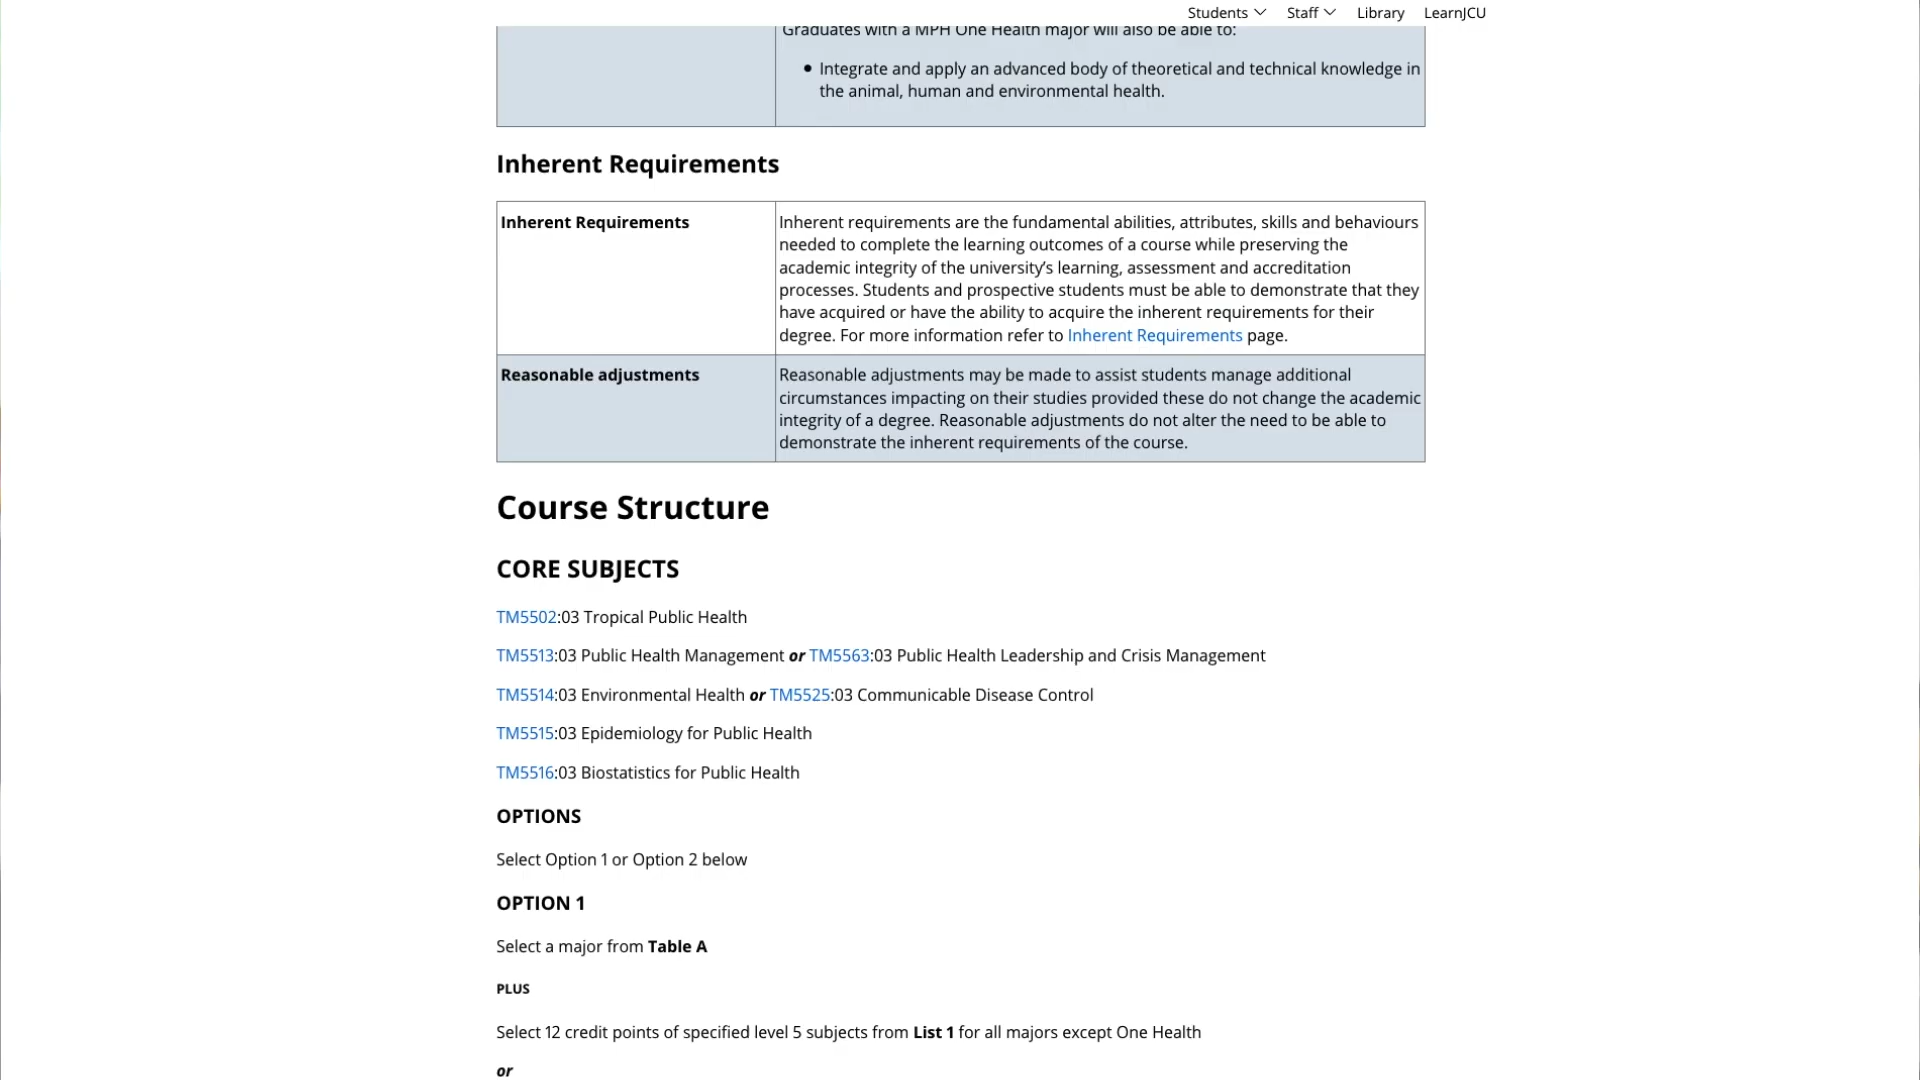 Students Staff Library LearnJCU
Graduates with a MPH One Health major will also be able to:
• Integrate and apply an advanced body of theoretical and technical knowledge in
the animal, human and environmental health.
Inherent Requirements
Inherent Requirements
Inherent requirements are the fundamental abilities, attributes, skills and behaviours
needed to complete the learning outcomes of a course while preserving the
academic integrity of the university’s learning, assessment and accreditation
processes. Students and prospective students must be able to demonstrate that they
have acquired or have the ability to acquire the inherent requirements for their
degree. For more information refer to Inherent Requirements page.
Reasonable adjustments
Reasonable adjustments may be made to assist students manage additional
circumstances impacting on their studies provided these do not change the academic
integrity of a degree. Reasonable adjustments do not alter the need to be able to
demonstrate the inherent requirements of the course.
Course Structure
CORE SUBJECTS
TM5502:03 Tropical Public Health
TM5513:03 Public Health Management or TM5563:03 Public Health Leadership and Crisis Management
TM5514:03 Environmental Health or TM5525:03 Communicable Disease Control
TM5515:03 Epidemiology for Public Health
TM5516:03 Biostatistics for Public Health
OPTIONS
Select Option 1 or Option 2 below
OPTION 1
Select a major from Table A
PLUS
Select 12 credit points of specified level 5 subjects from List 1 for all majors except One Health
or